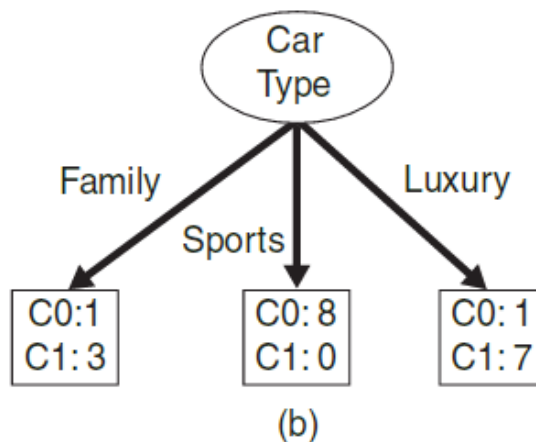 Car
Type
Family
Luxury
Sports
C0:1
C1: 3
C0: 8
C1: 0
C0: 1
C1: 7
(b)